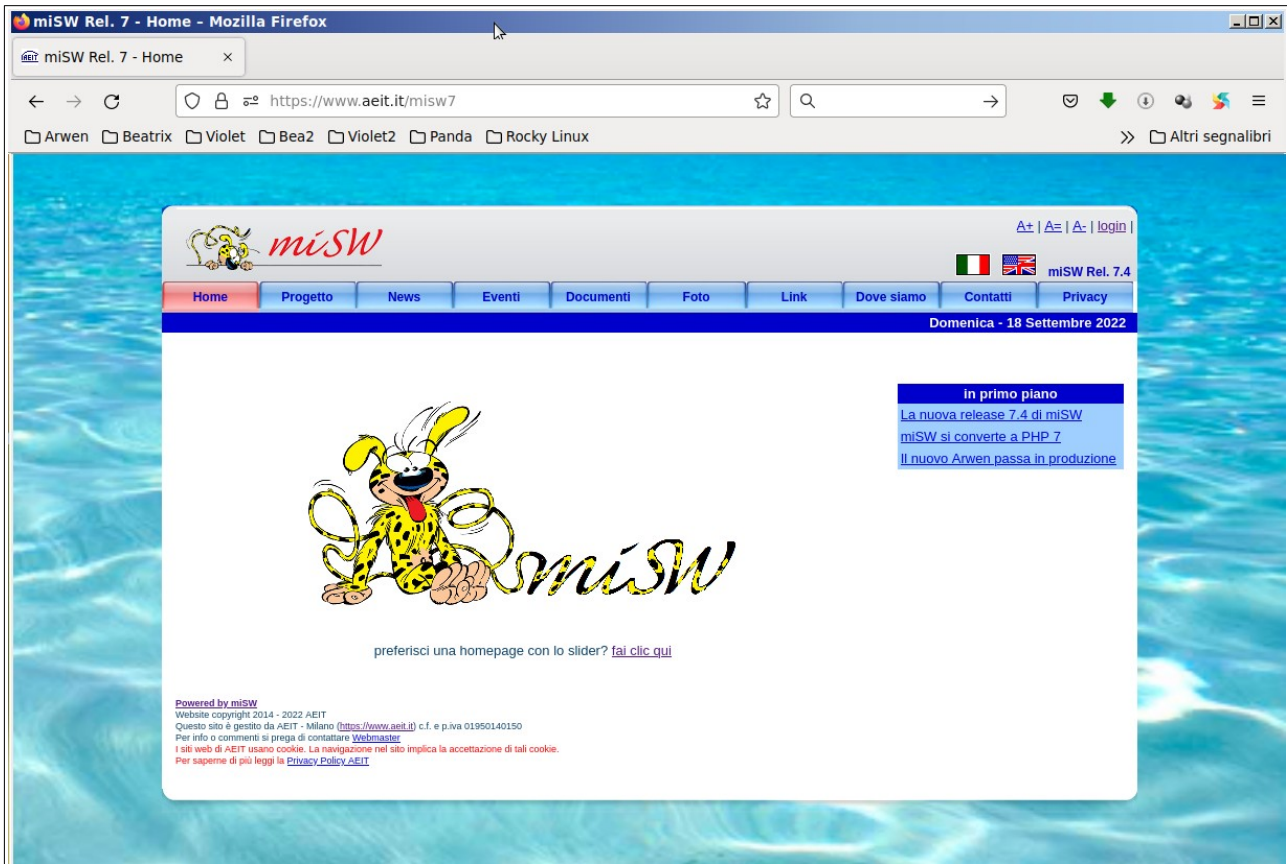 miSW Rel. 7 - Home - Mozilla Firefox
AEIT miSW Rel. 7 - Home ×
https://www.aeit.it/misw7
Arwen Beatrix Violet Bea2 Violet2 Panda Rocky Linux Altri segnalibri
A+ | A= | A- | login |
miSW
miSW Rel. 7.4
Home Progetto News Eventi Documenti Foto Link Dove siamo Contatti Privacy
Domenica - 18 Settembre 2022
in primo piano
La nuova release 7.4 di miSW
miSW si converte a PHP 7
Il nuovo Arwen passa in produzione
miSW
preferisci una homepage con lo slider? fai clic qui
Powered by miSW
Website copyright 2014 - 2022 AEIT
Questo sito è gestito da AEIT - Milano (https://www.aeit.it) c.f. e p.iva 01950140150
Per info o commenti si prega di contattare Webmaster
I siti web di AEIT usano cookie. La navigazione nel sito implica la accettazione di tali cookie.
Per saperne di più leggi la Privacy Policy AEIT